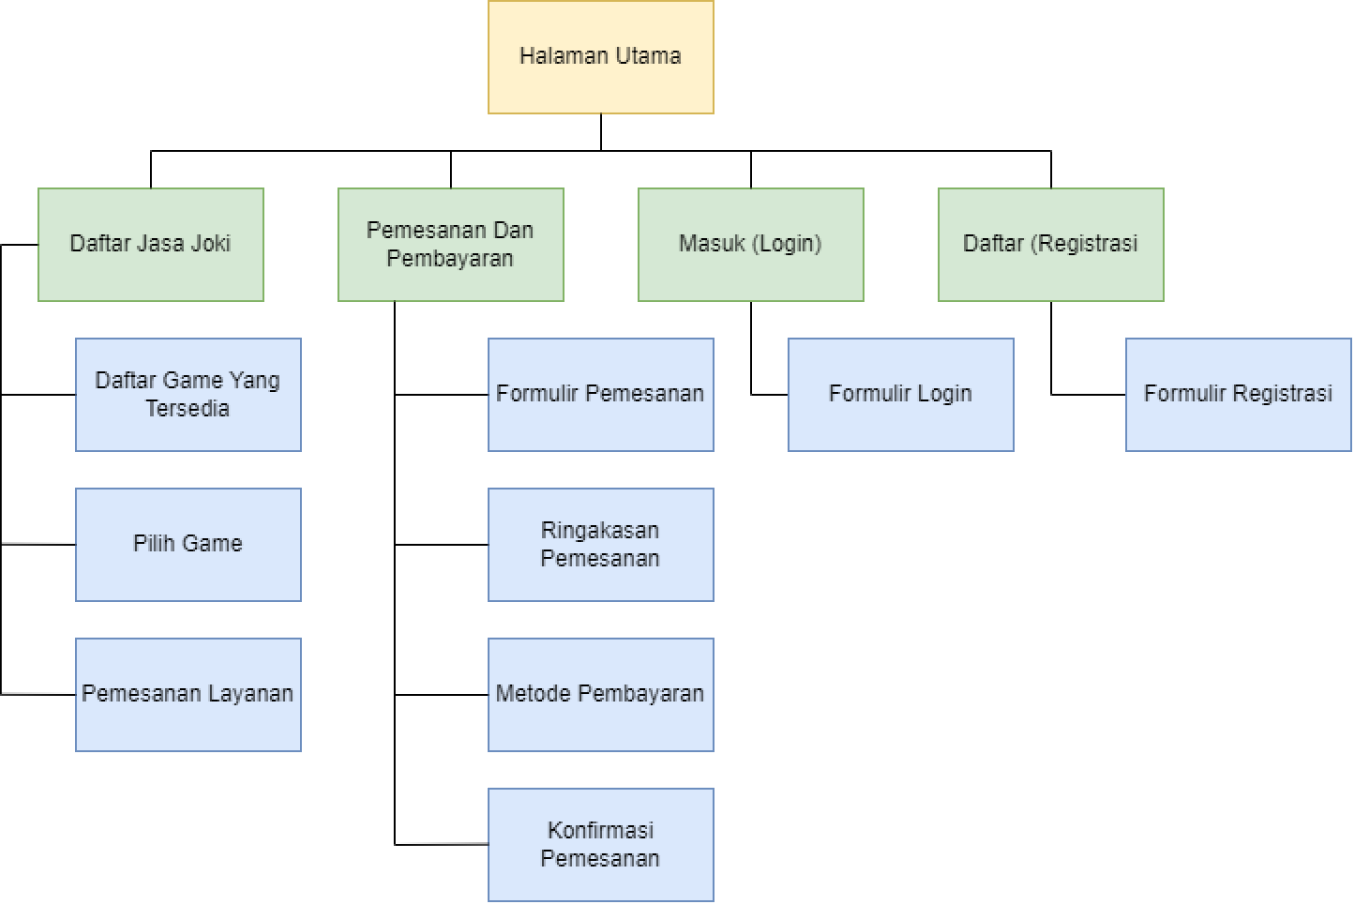 Halaman Utama
Daftar Jasa Joki
Pemesanan Dan
Pembayaran
Masuk (Login)
Daftar (Registrasi
Daftar Game Yang
Tersedia
Formulir Pemesanan
Formulir Login
Formulir Registrasi
Pilih Game
Ringakasan
Pemesanan
Pemesanan Layanan
Metode Pembayaran
Konfirmasi
Pemesanan